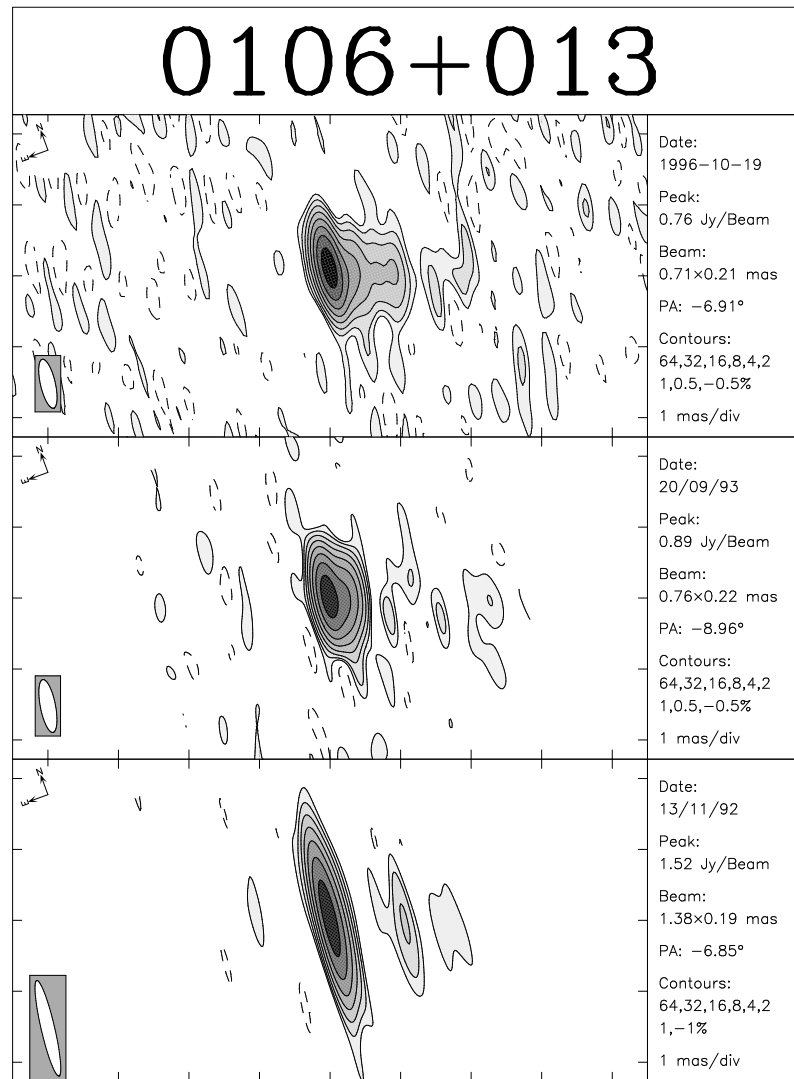 0106+013
N
E
Date:
1996-10-19
Peak:
0.76 Jy/Beam
Beam:
0.71×0.21 mas
PA: -6.91°
Contours:
64,32,16,8,4,2
1,0.5,-0.5%
1 mas/div
N
E
Date:
20/09/93
Peak:
0.89 Jy/Beam
Beam:
0.76×0.22 mas
PA: -8.96°
Contours:
64,32,16,8,4,2
1,0.5,-0.5%
1 mas/div
N
E
Date:
13/11/92
Peak:
1.52 Jy/Beam
Beam:
1.38×0.19 mas
PA: -6.85°
Contours:
64,32,16,8,4,2
1,-1%
1 mas/div